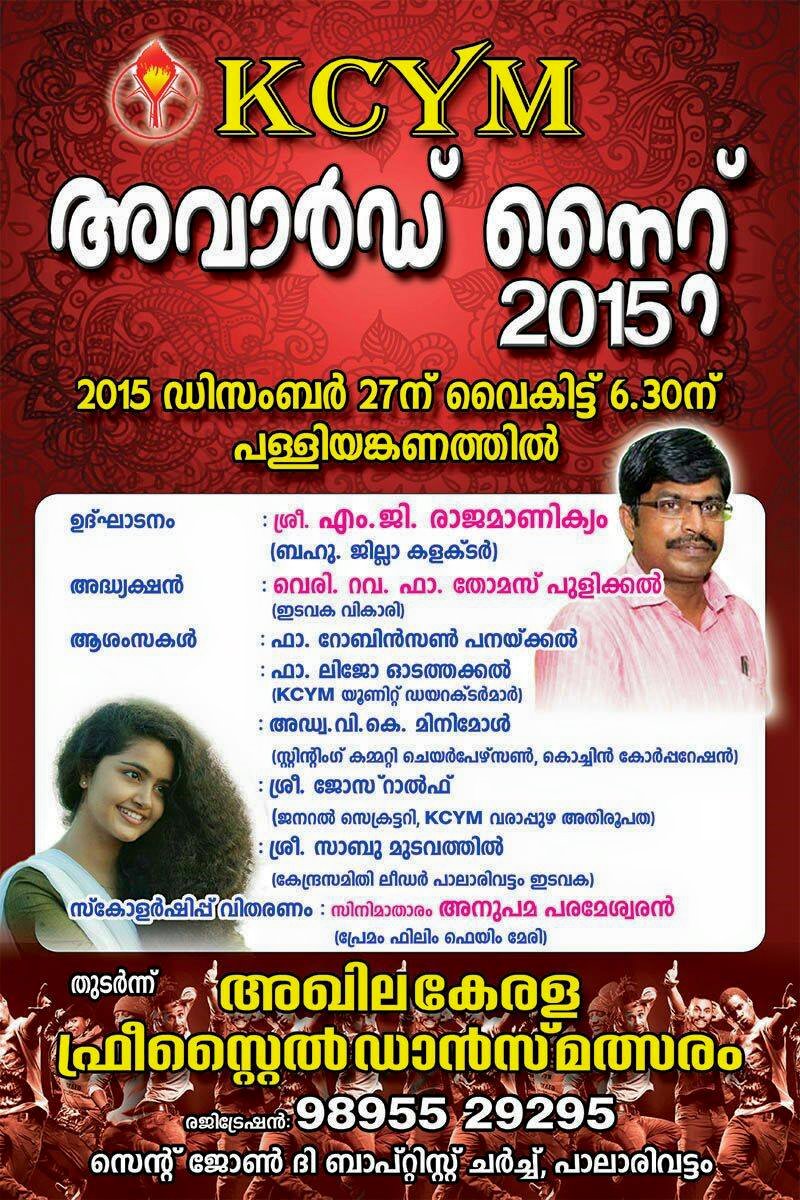 KCYM
അവാർഡ് നൈറ്റ്
2015
2015 ഡിസംബർ 27ന് വൈകിട്ട് 6.30ന്
പള്ളിയങ്കണത്തിൽ
ഉദ്ഘാടനം : ശ്രീ. എം.ജി. രാജമാണിക്യം
(ബഹു. ജില്ലാ കളക്ടർ)
അദ്ധ്യക്ഷൻ : വെരി. റവ. ഫാ. തോമസ് പുളിക്കൽ
(ഇടവക വികാരി)
ആശംസകൾ : ഫാ. റോബിൻസൺ പനയ്ക്കൽ
: ഫാ. ലിജോ ഓടത്തക്കൽ
(KCYM യൂണിറ്റ് ഡയറക്ടർമാർ)
: അഡ്വ.വി.കെ. മിനിമോൾ
(സ്റ്റിന്റിംഗ് കമ്മറ്റി ചെയർപേഴ്സൺ, കൊച്ചിൻ കോർപ്പറേഷൻ)
: ശ്രീ. ജോസ് റാൽഫ്
(ജനറൽ സെക്രട്ടറി, KCYM വരാപ്പുഴ അതിരൂപത)
: ശ്രീ. സാബു മുടവത്തിൽ
(കേന്ദ്രസമിതി ലീഡർ പാലാരിവട്ടം ഇടവക)
സ്കോളർഷിപ്പ് വിതരണം : സിനിമാതാരം അനുപമ പരമേശ്വരൻ
(പ്രേമം ഫിലിം ഫെയിം മേരി)
തുടർന്ന് അഖില കേരള
ഫ്രീസ്റ്റൈൽ ഡാൻസ് മത്സരം
രജിട്രേഷൻ: 98955 29295
സെന്റ് ജോൺ ദി ബാപ്റ്റിസ്റ്റ് ചർച്ച്, പാലാരിവട്ടം